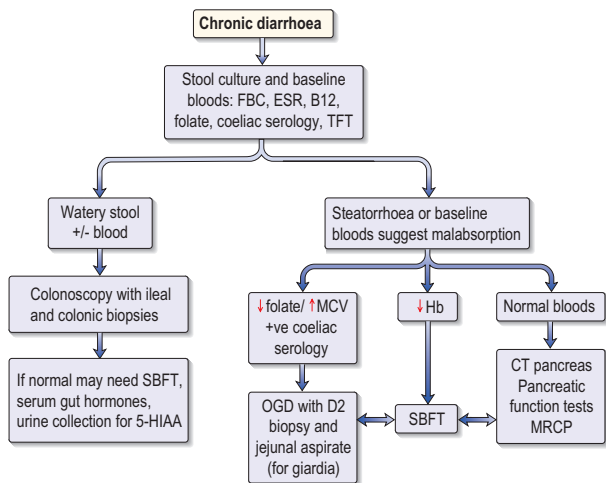 Chronic diarrhoea
Stool culture and baseline
bloods: FBC, ESR, B12,
folate, coeliac serology, TFT
Watery stool
+/- blood
Steatorrhoea or baseline
bloods suggest malabsorption
Colonoscopy with ileal
and colonic biopsies
↓folate/ ↑MCV
+ve coeliac
serology
↓Hb
Normal bloods
If normal may need SBFT,
serum gut hormones,
urine collection for 5-HIAA
OGD with D2
biopsy and
jejunal aspirate
(for giardia)
SBFT
CT pancreas
Pancreatic
function tests
MRCP